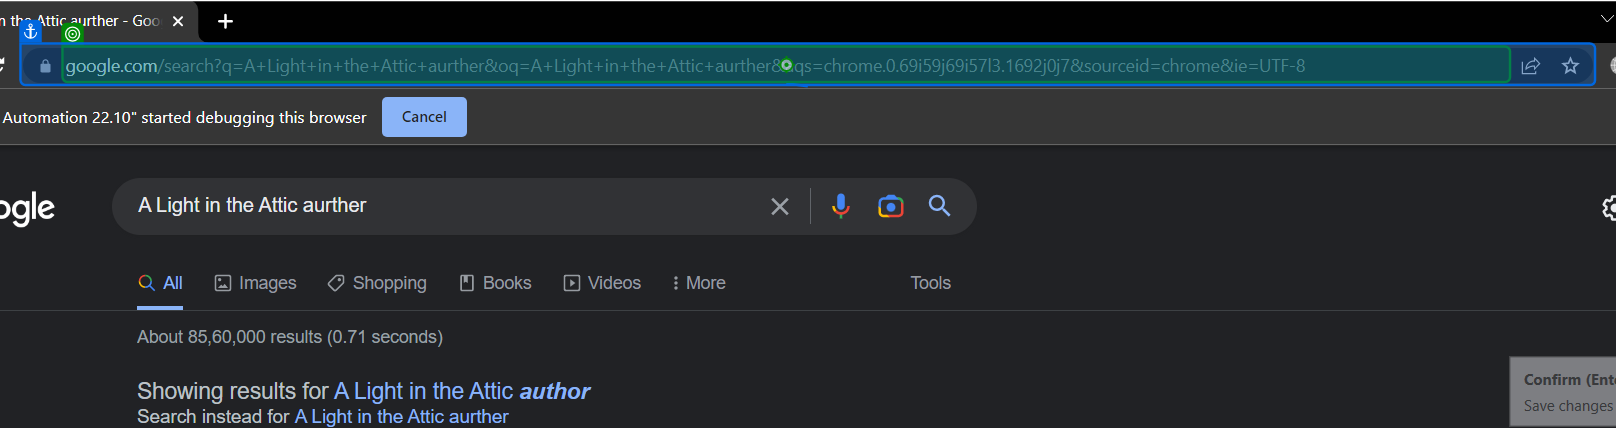 n the Attic aurther - Goo
google.com/search?q=A+Light+in+the+Attic+aurther&oq=A+Light+in+the+Attic+aurther& qs=chrome.0.69i59j69i57l3.1692j0j7&sourceid=chrome&ie=UTF-8
Automation 22.10" started debugging this browser Cancel
ogle A Light in the Attic aurther
All Images Shopping Books Videos More Tools
About 85,60,000 results (0.71 seconds)
Showing results for A Light in the Attic author
Search instead for A Light in the Attic aurther
Confirm (Ente
Save changes